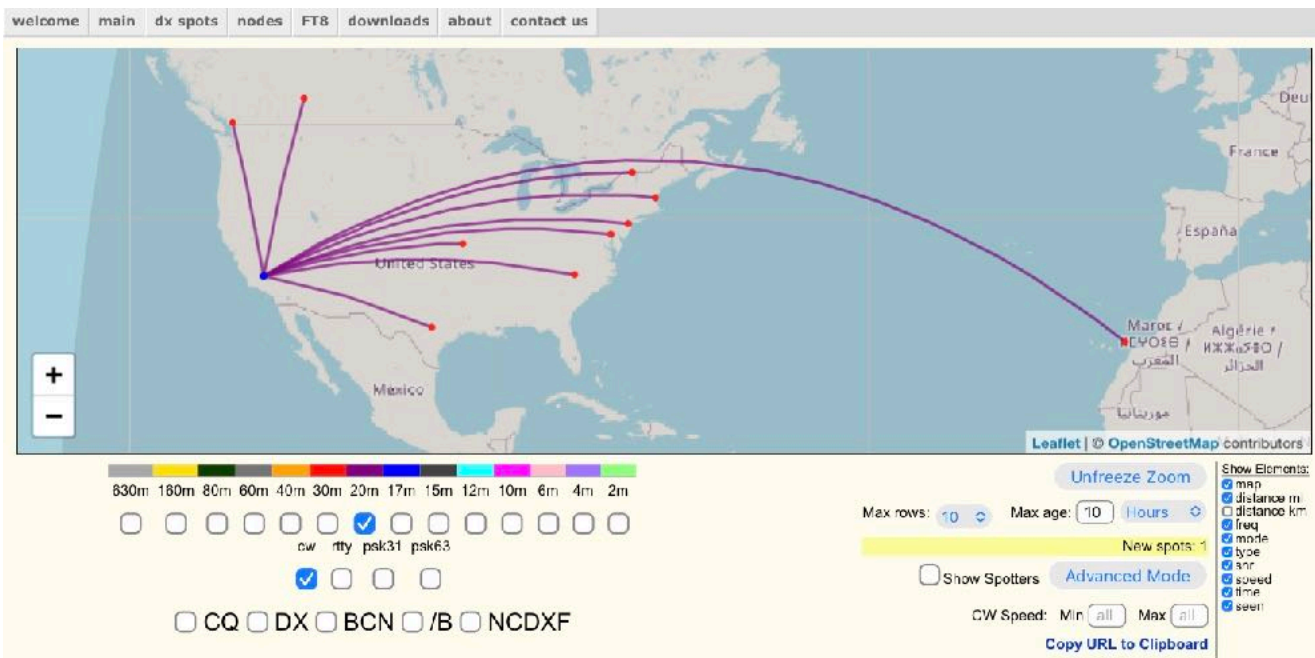 welcome main dx spots nodes FT8 downloads about contact us
Deu
France
España
United States
México
Maroc /
المغرب
Algérie /
الجزائر
موريتانيا
+
−
Leaflet | © OpenStreetMap contributors
630m 160m 80m 60m 40m 30m 20m 17m 15m 12m 10m 6m 4m 2m
cw rtty psk31 psk63
CQ DX BCN /B NCDXF
Unfreeze Zoom
Max rows: 10 Max age: 10 Hours
New spots: 1
Show Spotters Advanced Mode
CW Speed: Min all Max all
Copy URL to Clipboard
Show Elements:
map
distance mi
distance km
freq
mode
type
snr
speed
time
seen